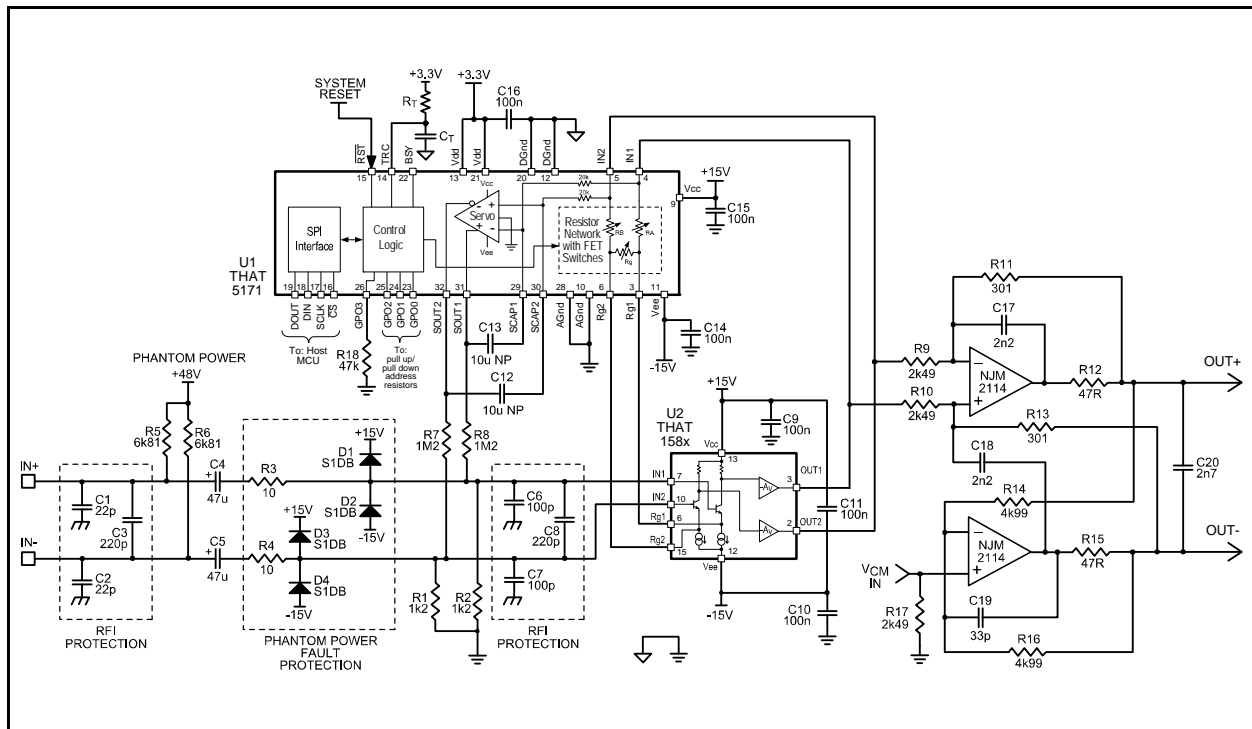 SYSTEM
RESET
+3.3V
RT
CT
+3.3V
C16
100n
RST
TRC
BSY
Vdd
Vdd
DGnd
DGnd
IN2
IN1
15
14
22
13
21
20
12
5
4
Vcc
9
+15V
C15
100n
SPI
Interface
Control
Logic
Vcc
Servo
Vee
20k
20k
Resistor
Network
with FET
Switches
RB
RA
Rg
U1
THAT
5171
19
18
17
16
26
25
24
23
32
31
29
30
28
10
6
3
11
DOUT
DIN
SCLK
CS
GPO3
GPO2
GPO1
GPO0
SOUT2
SOUT1
SCAP1
SCAP2
AGnd
AGnd
Rg2
Rg1
Vee
To: Host
MCU
R18
47k
To:
pull up/
pull down
address
resistors
C13
10u NP
C12
10u NP
C14
100n
-15V
PHANTOM POWER
+48V
R5
6k81
R6
6k81
IN+
IN-
C1
22p
C2
22p
C3
220p
RFI
PROTECTION
C4
+
47u
C5
+
47u
R3
10
R4
10
+15V
D1
S1DB
D2
S1DB
-15V
+15V
D3
S1DB
D4
S1DB
-15V
PHANTOM POWER
FAULT
PROTECTION
R7
1M2
R8
1M2
R1
1k2
R2
1k2
C6
100p
C7
100p
C8
220p
RFI
PROTECTION
U2
THAT
158x
+15V
C9
100n
Vcc
13
IN1
7
IN2
10
Rg1
6
Rg2
15
-Av
-Av
OUT1
3
OUT2
2
12
Vee
-15V
C11
100n
C10
100n
R9
2k49
R10
2k49
R11
301
C17
2n2
NJM
2114
R12
47R
R13
301
C18
2n2
R14
4k99
NJM
2114
R15
47R
VCM
IN
R17
2k49
C19
33p
R16
4k99
C20
2n7
OUT+
OUT-